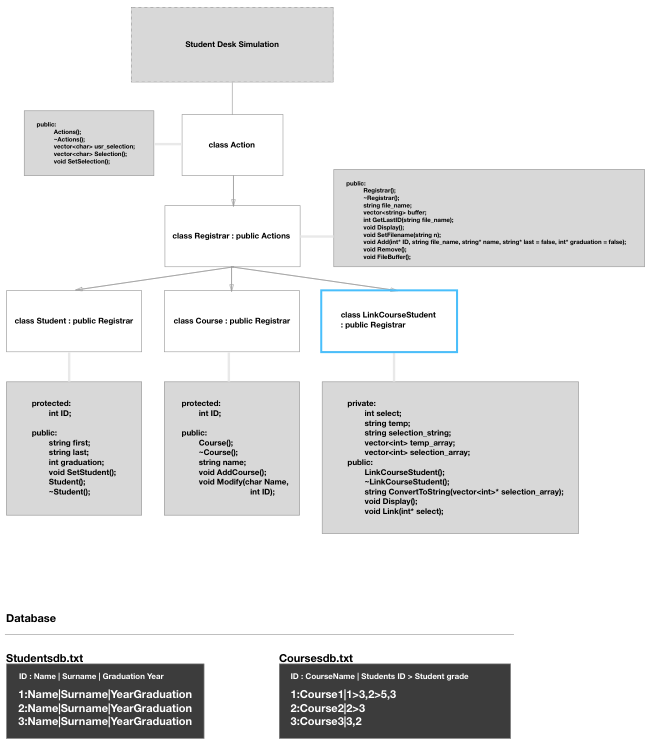 Student Desk Simulation
public:
Actions();
~Actions();
vector<char> usr_selection;
vector<char> Selection();
void SetSelection();
class Action
public:
Registrar();
~Registrar();
string file_name;
vector<string> buffer;
int GetLastID(string file_name);
void Display();
void SetFilename(string n);
void Add(int* ID, string file_name, string* name, string* last = false, int* graduation = false);
void Remove();
void FileBuffer();
class Registrar : public Actions
class Student : public Registrar
class Course : public Registrar
class LinkCourseStudent
: public Registrar
protected:
int ID;
public:
string first;
string last;
int graduation;
void SetStudent();
Student();
~Student();
protected:
int ID;
public:
Course();
~Course();
string name;
void AddCourse();
void Modify(char Name,
int ID);
private:
int select;
string temp;
string selection_string;
vector<int> temp_array;
vector<int> selection_array;
public:
LinkCourseStudent();
~LinkCourseStudent();
string ConvertToString(vector<int>* selection_array);
void Display();
void Link(int* select);
Database
Studentsdb.txt
ID : Name | Surname | Graduation Year
1:Name|Surname|YearGraduation
2:Name|Surname|YearGraduation
3:Name|Surname|YearGraduation
Coursesdb.txt
ID : CourseName | Students ID > Student grade
1:Course1|1>3,2>5,3
2:Course2|2>3
3:Course3|3,2